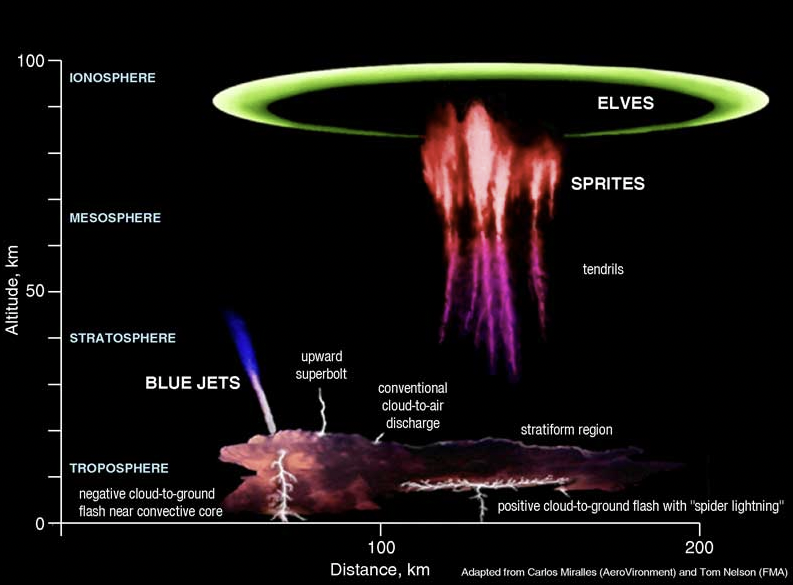 100
IONOSPHERE
ELVES
SPRITES
MESOSPHERE
tendrils
Altitude, km
50
STRATOSPHERE
upward
superbolt
BLUE JETS
conventional
cloud-to-air
discharge
stratiform region
TROPOSPHERE
negative cloud-to-ground
flash near convective core
positive cloud-to-ground flash with "spider lightning"
0
100
200
Distance, km
Adapted from Carlos Miralles (AeroVironment) and Tom Nelson (FMA)